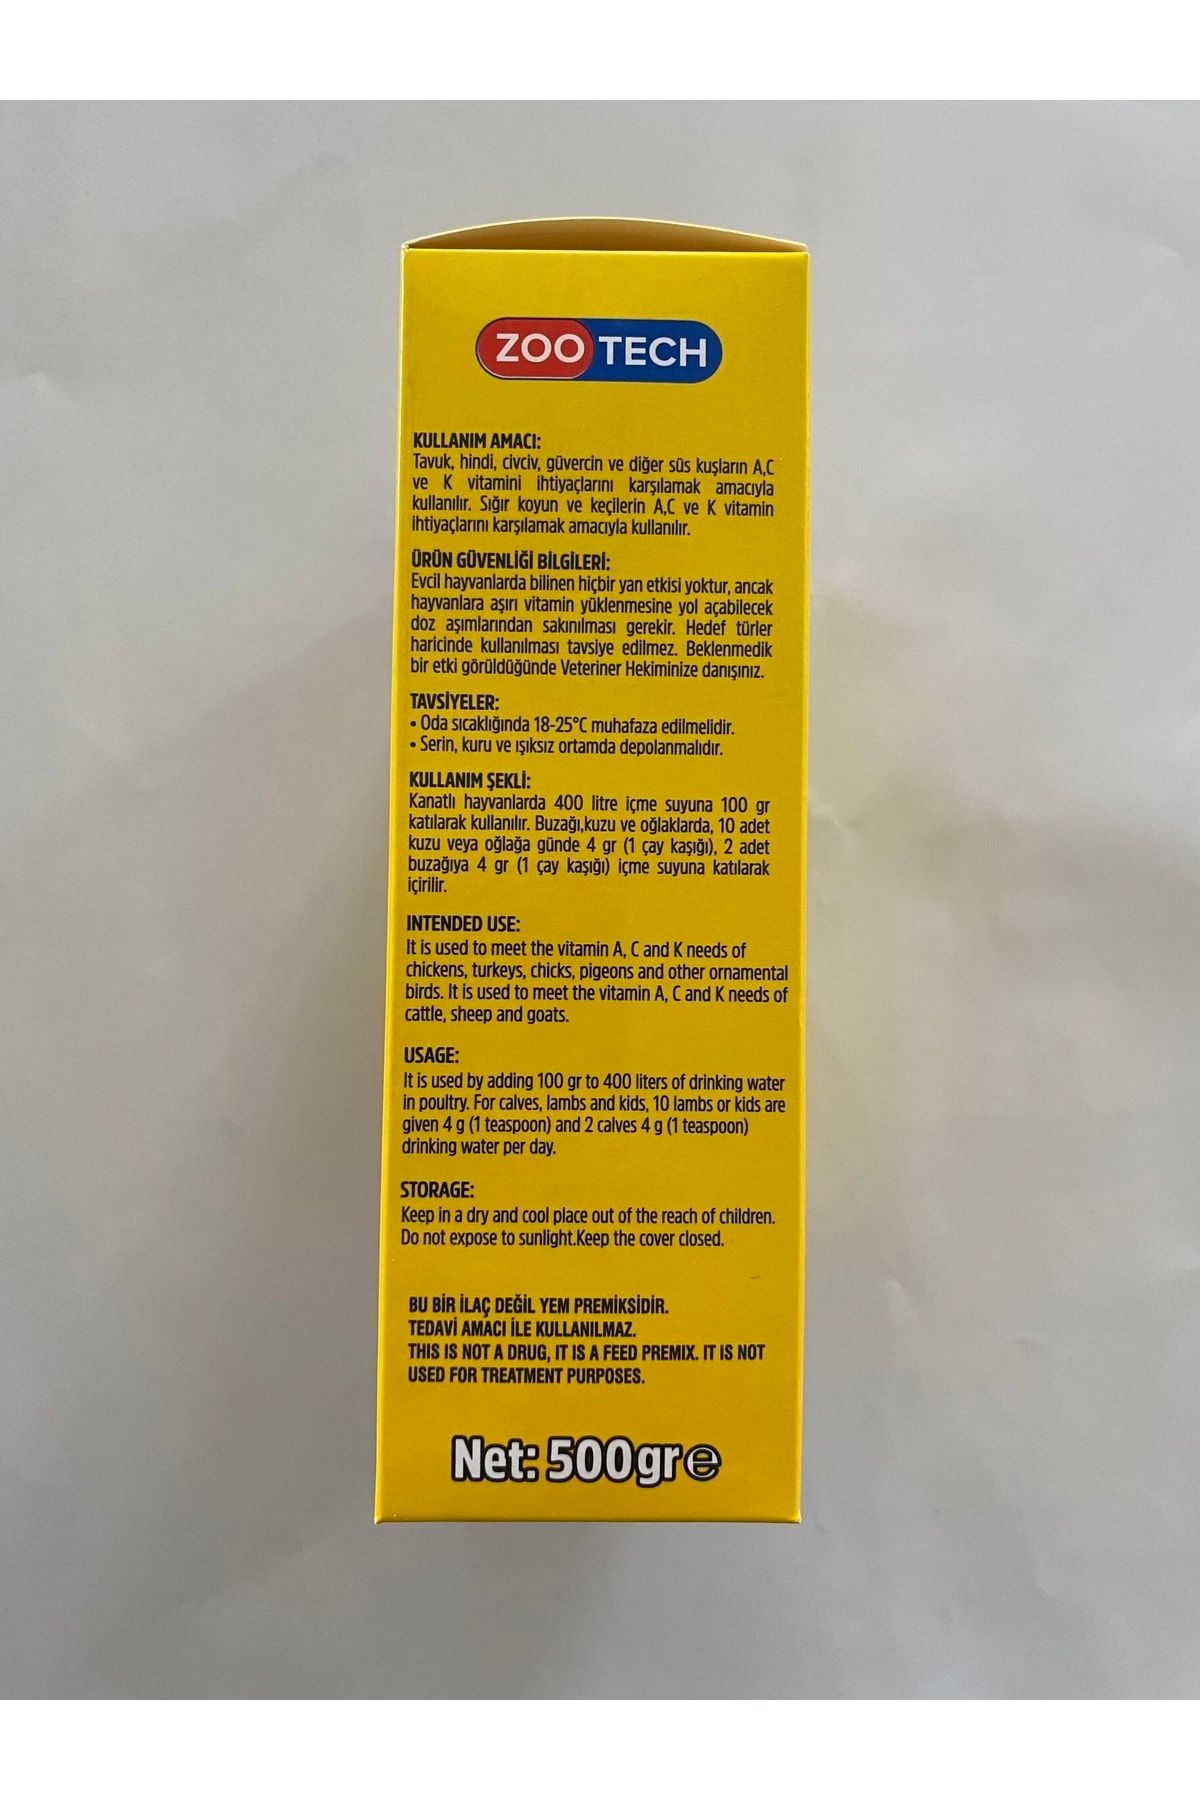 ZOO TECH
KULLANIM AMACI:
Tavuk, hindi, civciv, güvercin ve diğer süs kuşların A,C
ve K vitamini ihtiyaçlarını karşılamak amacıyla
kullanılır. Sığır koyun ve keçilerin A,C ve K vitamin
ihtiyaçlarını karşılamak amacıyla kullanılır.
ÜRÜN GÜVENLİĞİ BİLGİLERİ:
Evcil hayvanlarda bilinen hiçbir yan etkisi yoktur, ancak
hayvanlara aşırı vitamin yüklenmesine yol açabilecek
doz aşımlarından sakınılması gerekir. Hedef türler
haricinde kullanılması tavsiye edilmez. Beklenmedik
bir etki görüldüğünde Veteriner Hekiminize danışınız.
TAVSİYELER:
• Oda sıcaklığında 18-25°C muhafaza edilmelidir.
• Serin, kuru ve ışıksız ortamda depolanmalıdır.
KULLANIM ŞEKLİ:
Kanatlı hayvanlarda 400 litre içme suyuna 100 gr
katılarak kullanılır. Buzağı,kuzu ve oğlaklarda, 10 adet
kuzu veya oğlağa günde 4 gr (1 çay kaşığı), 2 adet
buzağıya 4 gr (1 çay kaşığı) içme suyuna katılarak
içirilir.
INTENDED USE:
It is used to meet the vitamin A, C and K needs of
chickens, turkeys, chicks, pigeons and other ornamental
birds. It is used to meet the vitamin A, C and K needs of
cattle, sheep and goats.
USAGE:
It is used by adding 100 gr to 400 liters of drinking water
in poultry. For calves, lambs and kids, 10 lambs or kids are
given 4 g (1 teaspoon) and 2 calves 4 g (1 teaspoon)
drinking water per day.
STORAGE:
Keep in a dry and cool place out of the reach of children.
Do not expose to sunlight.Keep the cover closed.
BU BİR İLAÇ DEĞİL YEM PREMİKSİDİR.
TEDAVİ AMACI İLE KULLANILMAZ.
THIS IS NOT A DRUG, IT IS A FEED PREMIX. IT IS NOT
USED FOR TREATMENT PURPOSES.
Net: 500gr℮